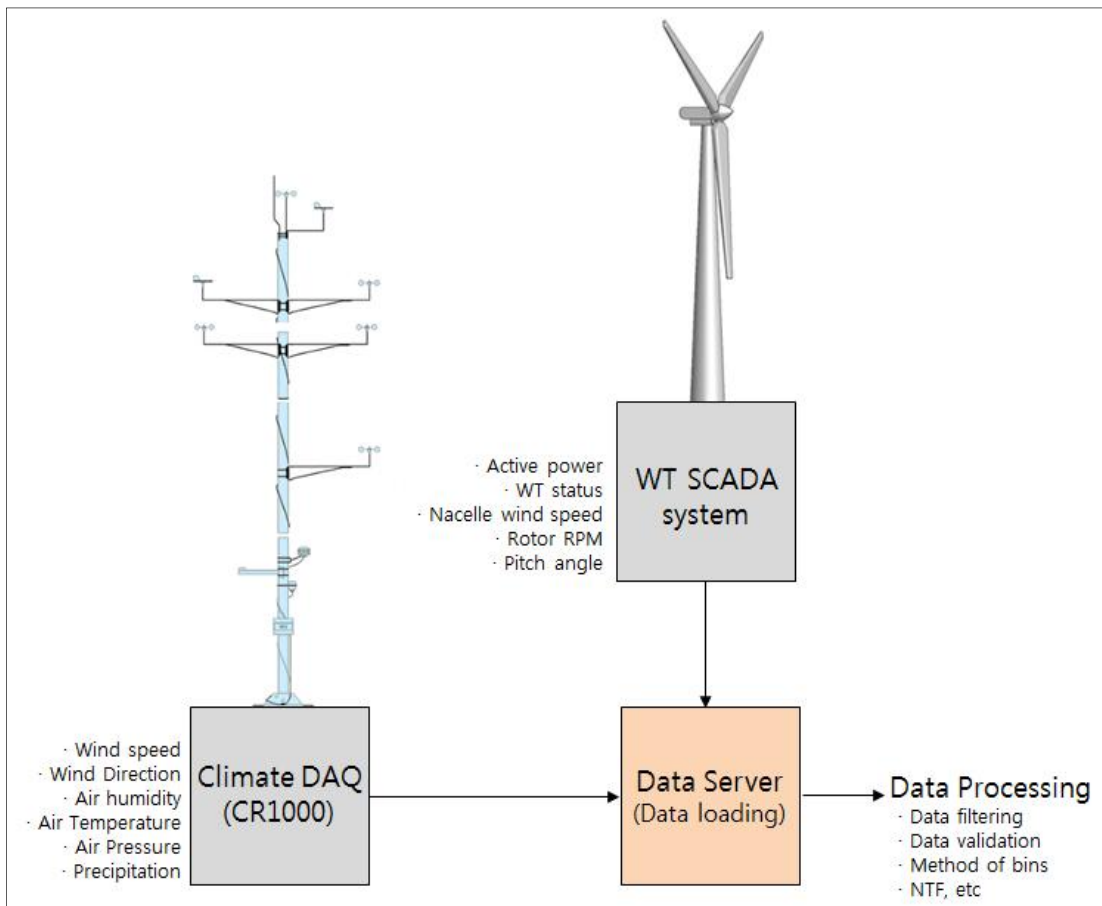 · Active power
· WT status
· Nacelle wind speed
· Rotor RPM
· Pitch angle
WT SCADA
system
· Wind speed
· Wind Direction
· Air humidity
· Air Temperature
· Air Pressure
· Precipitation
Climate DAQ
(CR1000)
Data Server
(Data loading)
Data Processing
· Data filtering
· Data validation
· Method of bins
· NTF, etc